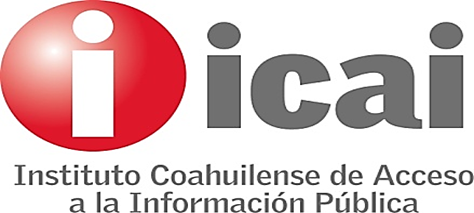 i icai
Instituto Coahuilense de Acceso
a la Información Pública